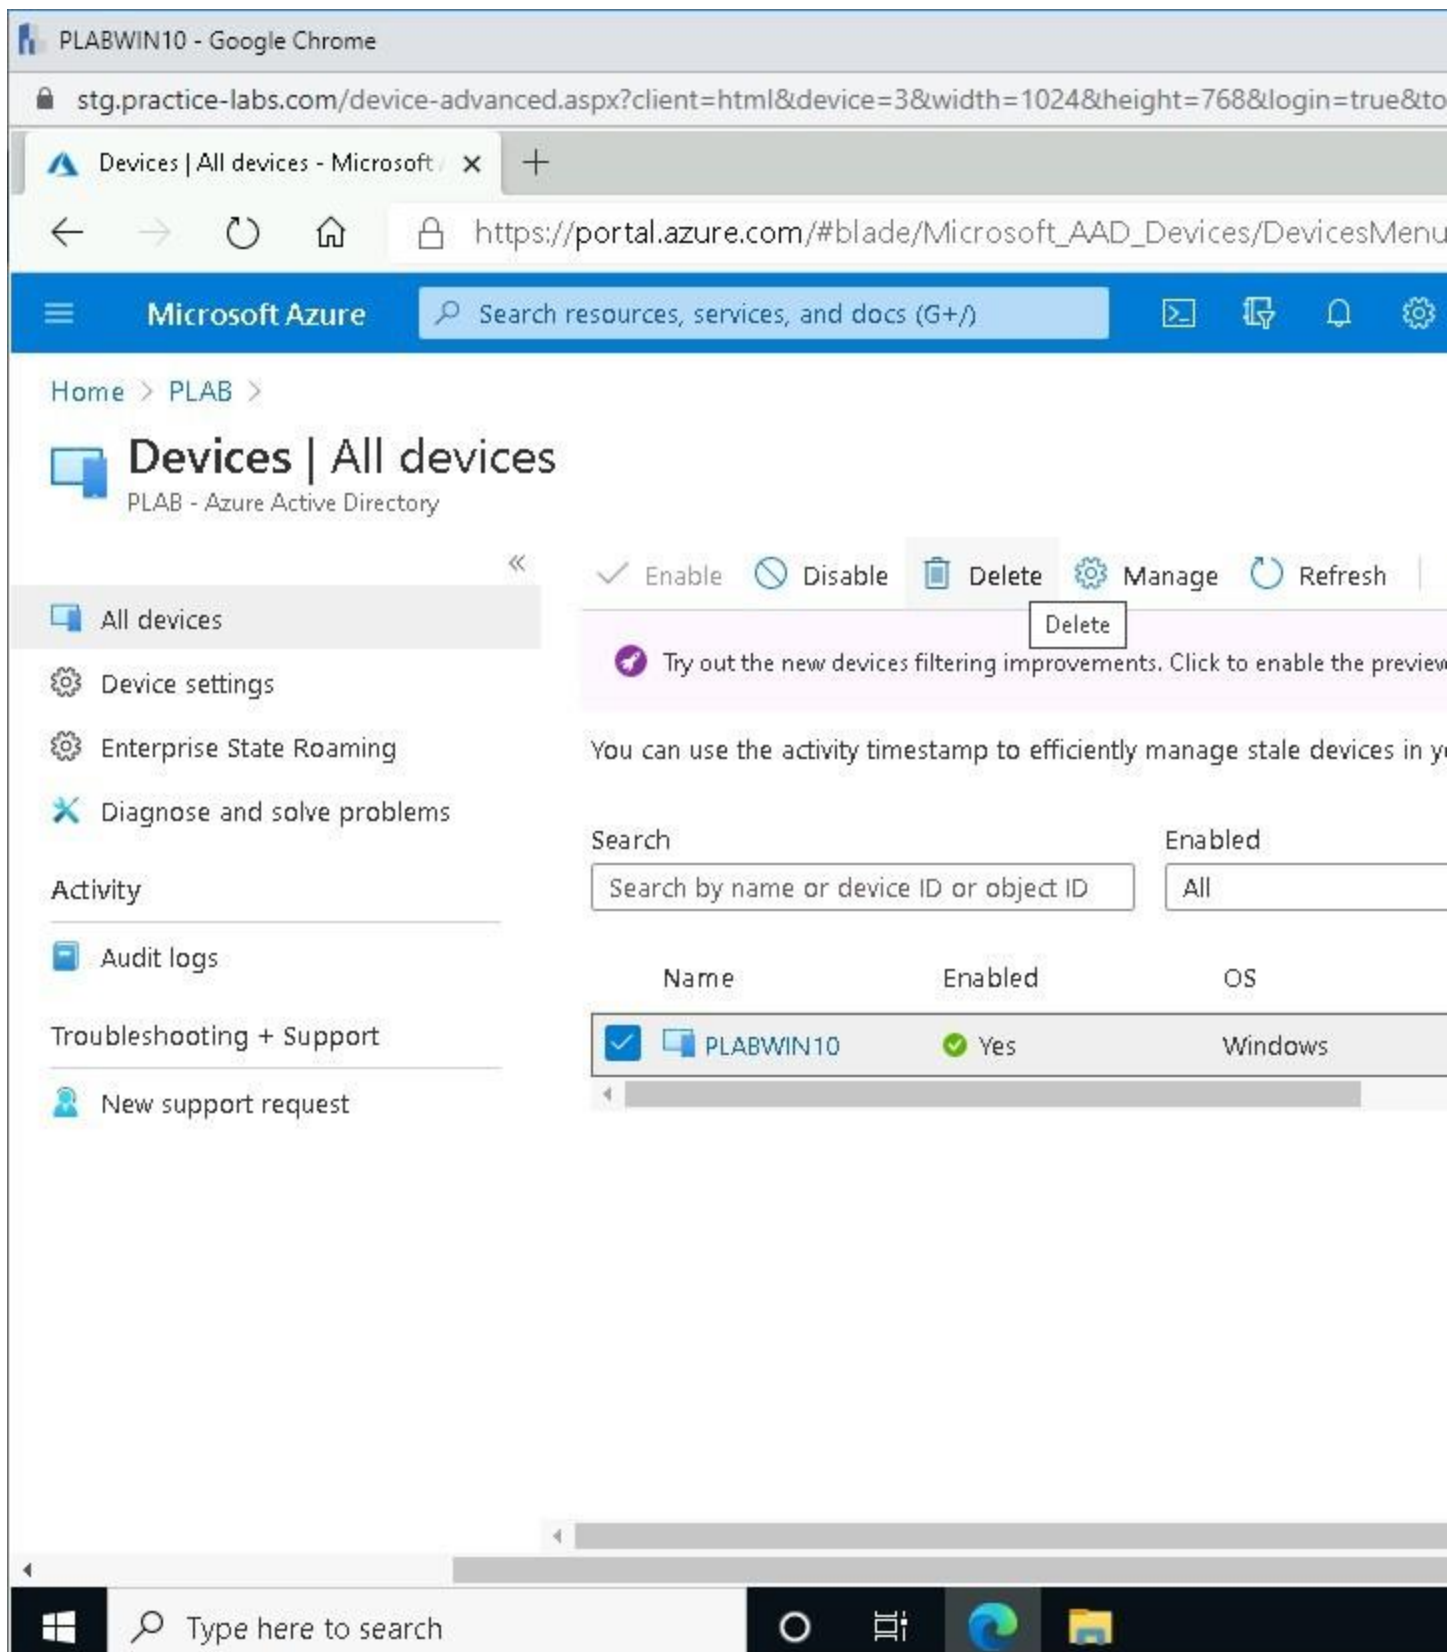 PLABWIN10 - Google Chrome
stg.practice-labs.com/device-advanced.aspx?client=html&device=3&width=1024&height=768&login=true&to
Devices | All devices - Microsoft
https://portal.azure.com/#blade/Microsoft_AAD_Devices/DevicesMenu
Microsoft Azure
Search resources, services, and docs (G+/)
Home > PLAB >
Devices | All devices
PLAB - Azure Active Directory
«
Enable Disable Delete Manage Refresh
Delete
All devices
Try out the new devices filtering improvements. Click to enable the preview
Device settings
Enterprise State Roaming
You can use the activity timestamp to efficiently manage stale devices in
Diagnose and solve problems
Search Enabled
Search by name or device ID or object ID All
Activity
Audit logs
Name Enabled OS
Troubleshooting + Support
PLABWIN10 Yes Windows
New support request
Type here to search